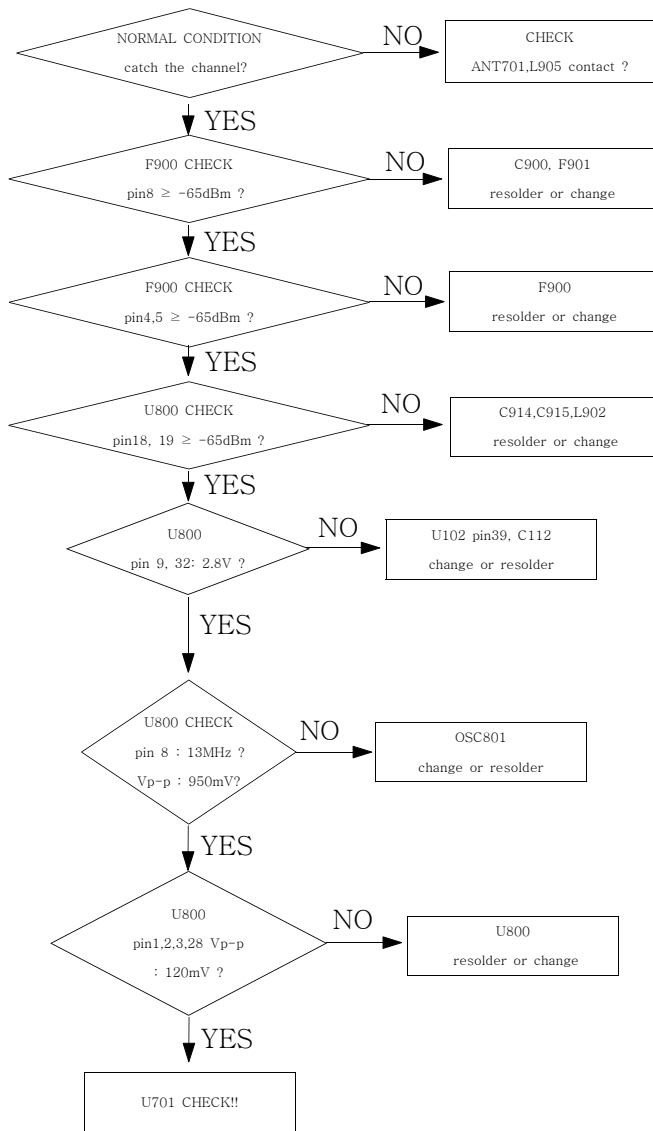 NORMAL CONDITION
catch the channel?
NO
CHECK
ANT701,L905 contact ?
YES
F900 CHECK
pin8 ≥ -65dBm ?
NO
C900, F901
resolder or change
YES
F900 CHECK
pin4,5 ≥ -65dBm ?
NO
F900
resolder or change
YES
U800 CHECK
pin18, 19 ≥ -65dBm ?
NO
C914,C915,L902
resolder or change
YES
U800
pin 9, 32: 2.8V ?
NO
U102 pin39, C112
change or resolder
YES
U800 CHECK
pin 8 : 13MHz ?
Vp-p : 950mV?
NO
OSC801
change or resolder
YES
U800
pin1,2,3,28 Vp-p
: 120mV ?
NO
U800
resolder or change
YES
U701 CHECK!!